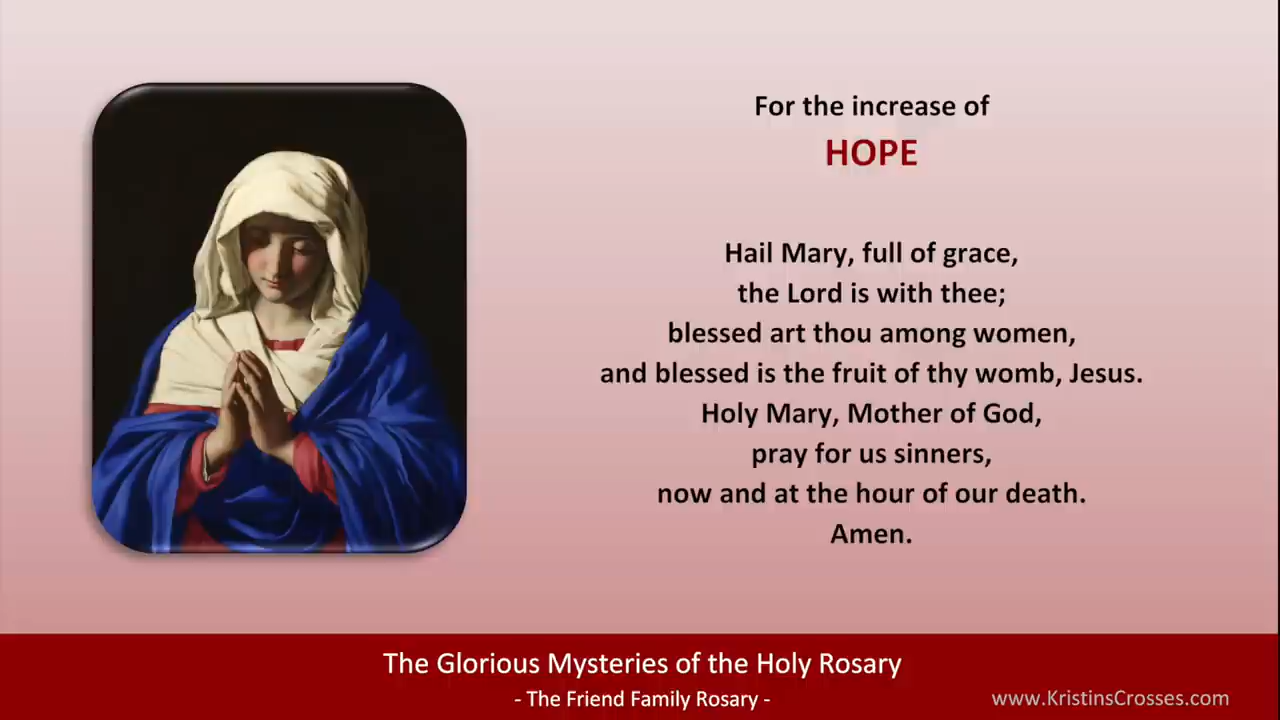 For the increase of
HOPE
Hail Mary, full of grace,
the Lord is with thee;
blessed art thou among women,
and blessed is the fruit of thy womb, Jesus.
Holy Mary, Mother of God,
pray for us sinners,
now and at the hour of our death.
Amen.
The Glorious Mysteries of the Holy Rosary
- The Friend Family Rosary -
www.KristinsCrosses.com